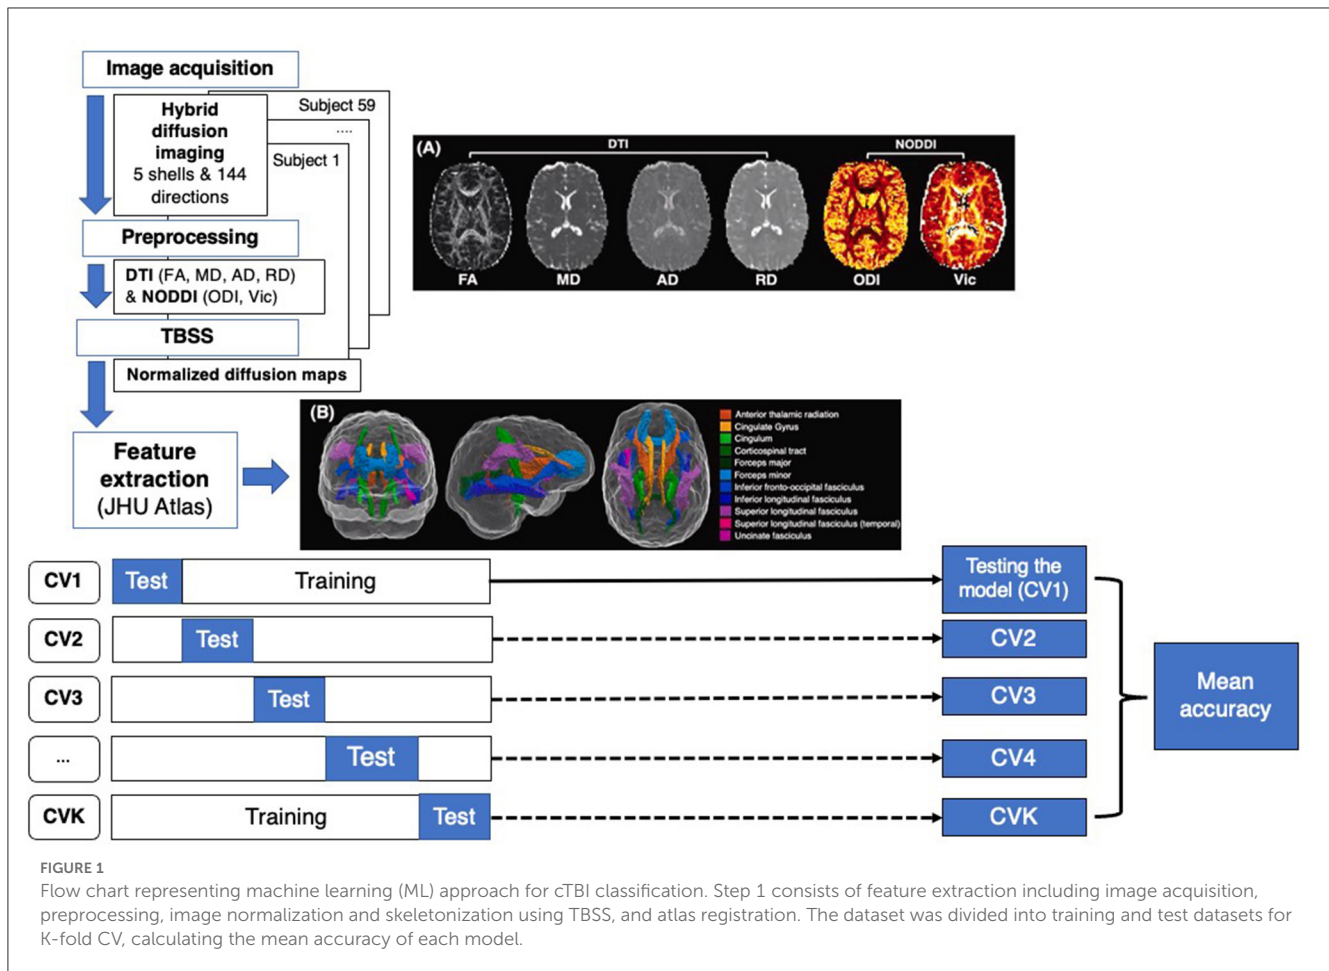 Image acquisition
Hybrid
diffusion
imaging
5 shells & 144
directions
Subject 59
....
Subject 1
Preprocessing
DTI (FA, MD, AD, RD)
& NODDI (ODI, Vic)
TBSS
Normalized diffusion maps
Feature
extraction
(JHU Atlas)
(A)
DTI
NODDI
FA
MD
AD
RD
ODI
Vic
(B)
Anterior thalamic radiation
Cingulate Gyrus
Cingulum
Corticospinal tract
Forceps major
Forceps minor
Inferior fronto-occipital fasciculus
Inferior longitudinal fasciculus
Superior longitudinal fasciculus
Superior longitudinal fasciculus (temporal)
Uncinate fasciculus
CV1
Test
Training
Testing the
model (CV1)
CV2
Test
CV2
CV3
Test
CV3
...
Test
CV4
CVK
Training
Test
CVK
Mean
accuracy
FIGURE 1
Flow chart representing machine learning (ML) approach for cTBI classification. Step 1 consists of feature extraction including image acquisition,
preprocessing, image normalization and skeletonization using TBSS, and atlas registration. The dataset was divided into training and test datasets for
K-fold CV, calculating the mean accuracy of each model.